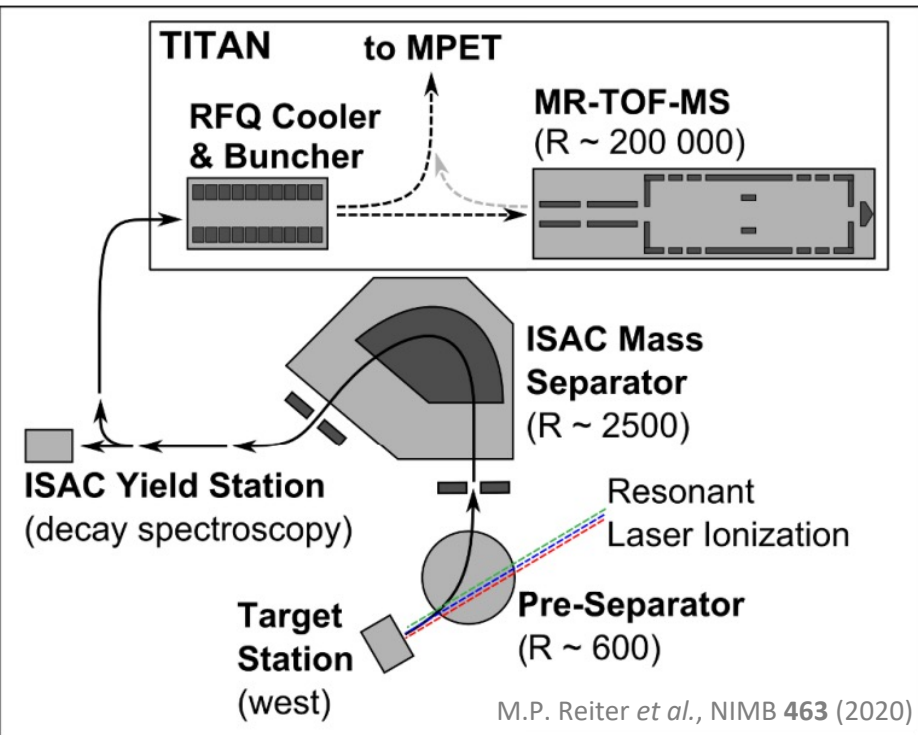 TITAN
to MPET
RFQ Cooler
& Buncher
MR-TOF-MS
(R ~ 200 000)
ISAC Mass
Separator
(R ~ 2500)
ISAC Yield Station
(decay spectroscopy)
Resonant
Laser Ionization
Pre-Separator
(R ~ 600)
Target
Station
(west)
M.P. Reiter et al., NIMB 463 (2020)